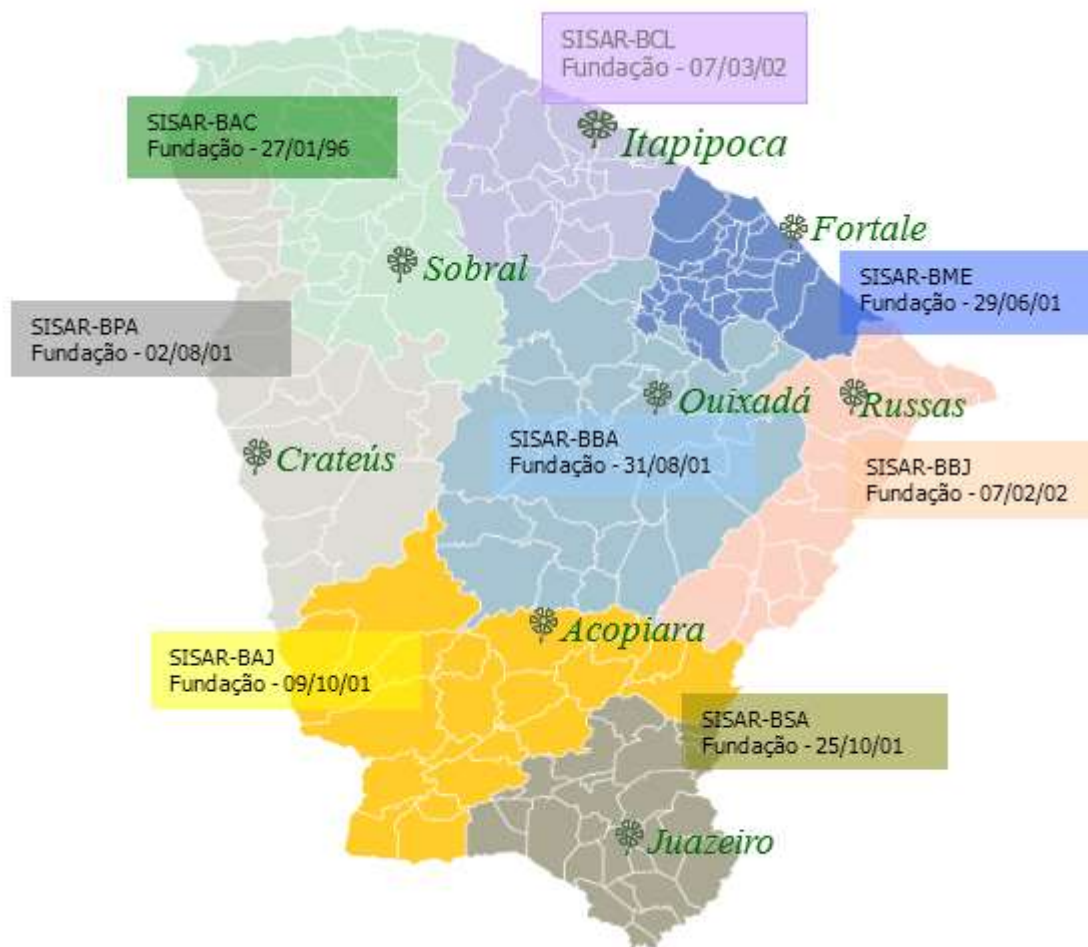 SISAR-BCL
Fundação - 07/03/02
SISAR-BAC
Fundação - 27/01/96
Itapipoca
Fortale
Sobral
SISAR-BME
Fundação - 29/06/01
SISAR-BPA
Fundação - 02/08/01
Quixadá
Russas
SISAR-BBA
Fundação - 31/08/01
Crateús
SISAR-BBJ
Fundação - 07/02/02
Acopiara
SISAR-BAJ
Fundação - 09/10/01
SISAR-BSA
Fundação - 25/10/01
Juazeiro